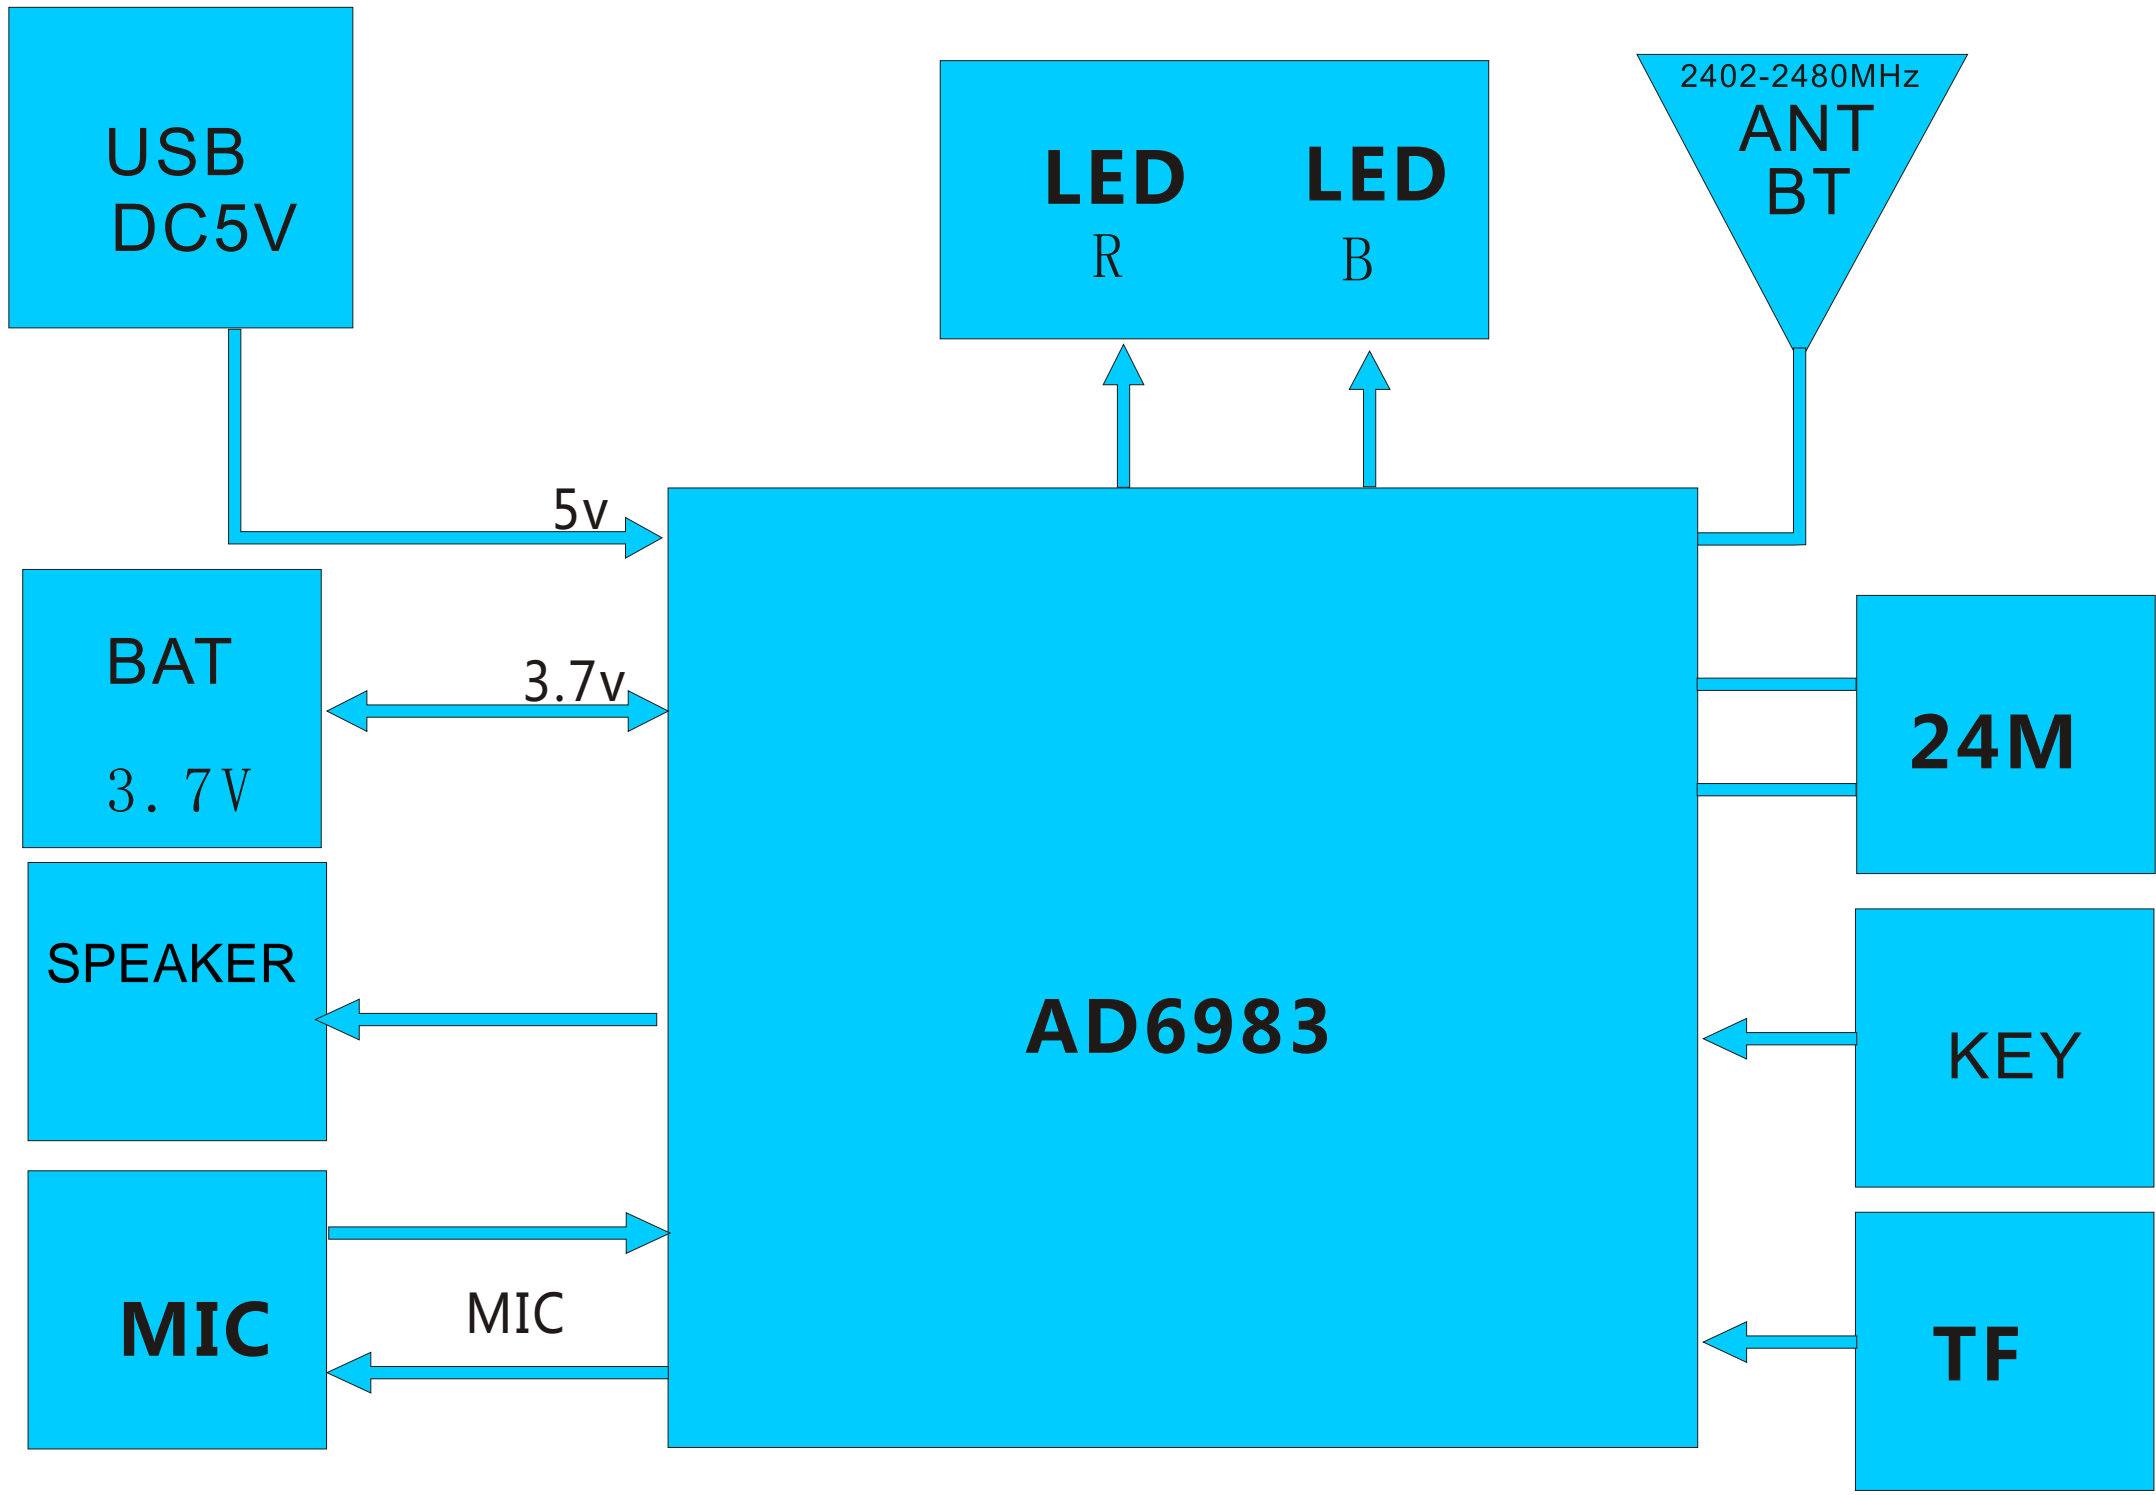 USB
DC5V
LED
R
LED
B
2402-2480MHz
ANT
BT
5v
BAT
3.7V
3.7v
24M
SPEAKER
AD6983
KEY
MIC
MIC
TF